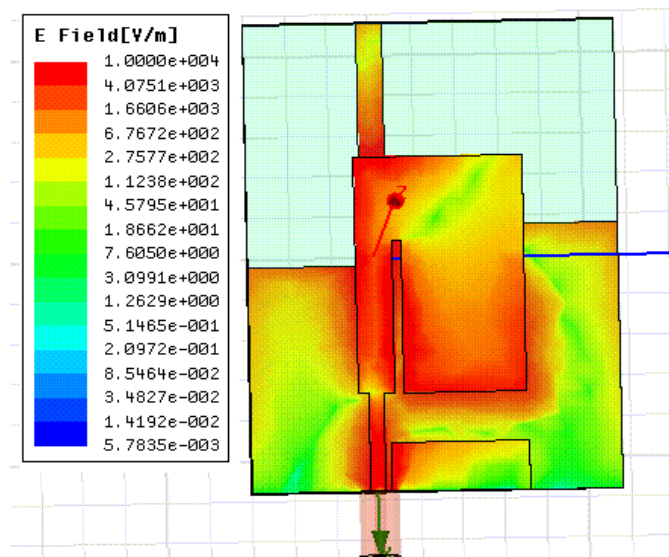 E Field[V/m]
1.0000e+004
4.0751e+003
1.6606e+003
6.7672e+002
2.7577e+002
1.1238e+002
4.5795e+001
1.8662e+001
7.6050e+000
3.0991e+000
1.2629e+000
5.1465e-001
2.0972e-001
8.5464e-002
3.4827e-002
1.4192e-002
5.7835e-003
Z